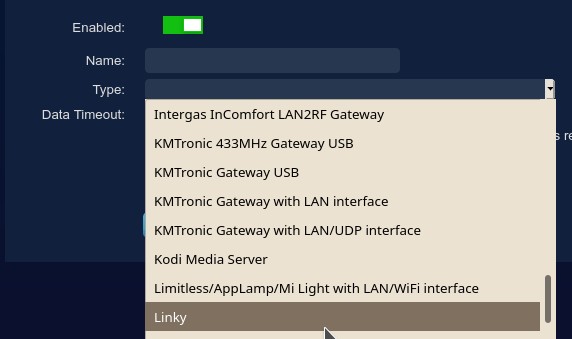 Enabled:
Name:
Type:
Data Timeout:
Intergas InComfort LAN2RF Gateway
KMTronic 433MHz Gateway USB
KMTronic Gateway USB
KMTronic Gateway with LAN interface
KMTronic Gateway with LAN/UDP interface
Kodi Media Server
Limitless/AppLamp/Mi Light with LAN/WiFi interface
Linky